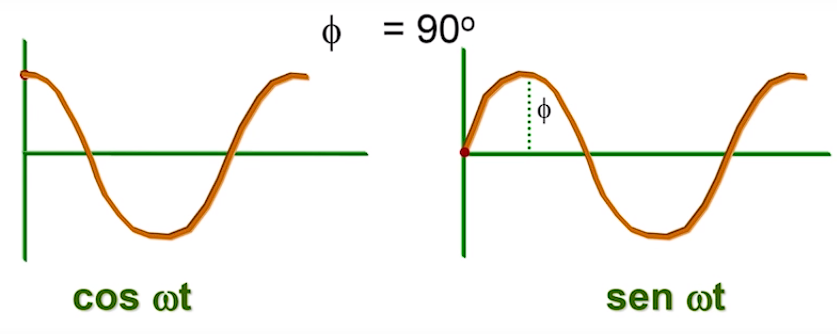 ϕ = 90º
ϕ
cos ωt
sen ωt